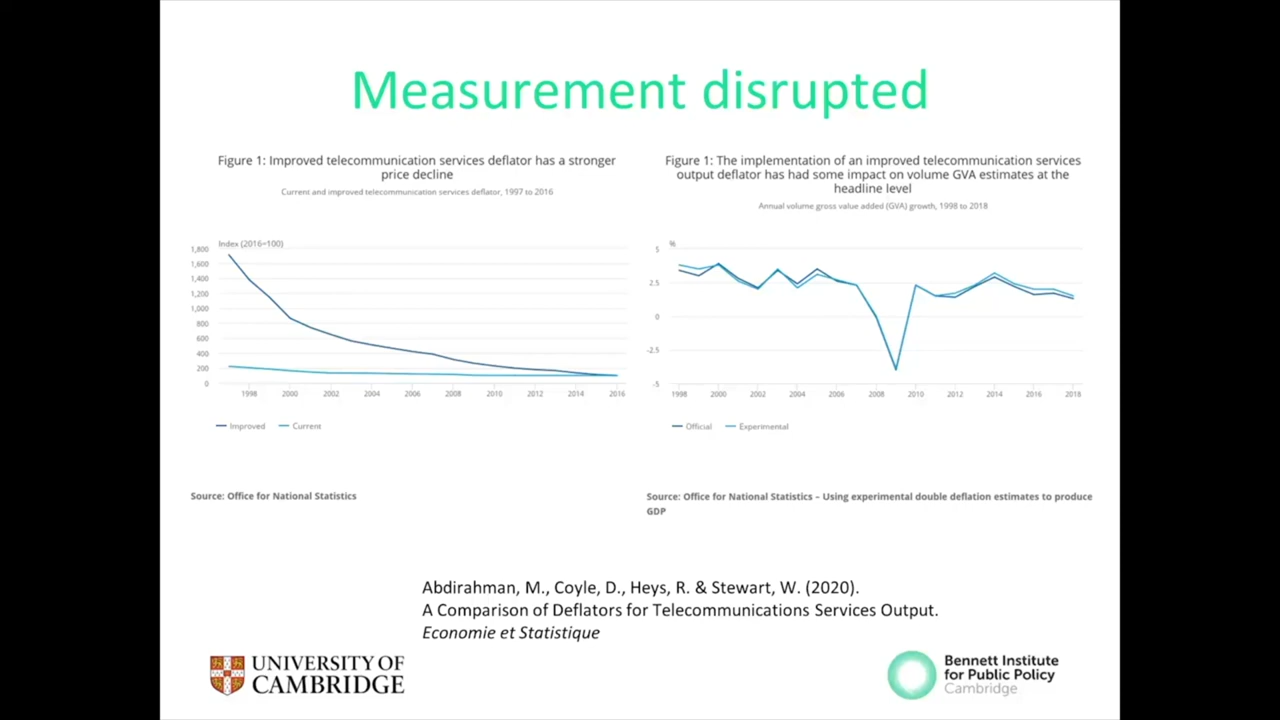 Measurement disrupted
Figure 1: Improved telecommunication services deflator has a stronger
price decline
Current and improved telecommunication services deflator, 1997 to 2016
Index (2016=100)
1,800
1,600
1,400
1,200
1,000
800
600
400
200
0
1998
2000
2002
2004
2006
2008
2010
2012
2014
2016
Improved
Current
Source: Office for National Statistics
Figure 1: The implementation of an improved telecommunication services
output deflator has had some impact on volume GVA estimates at the
headline level
Annual volume gross value added (GVA) growth, 1998 to 2018
%
5
2.5
0
-2.5
-5
1998
2000
2002
2004
2006
2008
2010
2012
2014
2016
2018
Official
Experimental
Source: Office for National Statistics – Using experimental double deflation estimates to produce
GDP
Abdirahman, M., Coyle, D., Heys, R. & Stewart, W. (2020).
A Comparison of Deflators for Telecommunications Services Output.
Economie et Statistique
UNIVERSITY OF
CAMBRIDGE
Bennett Institute
for Public Policy
Cambridge